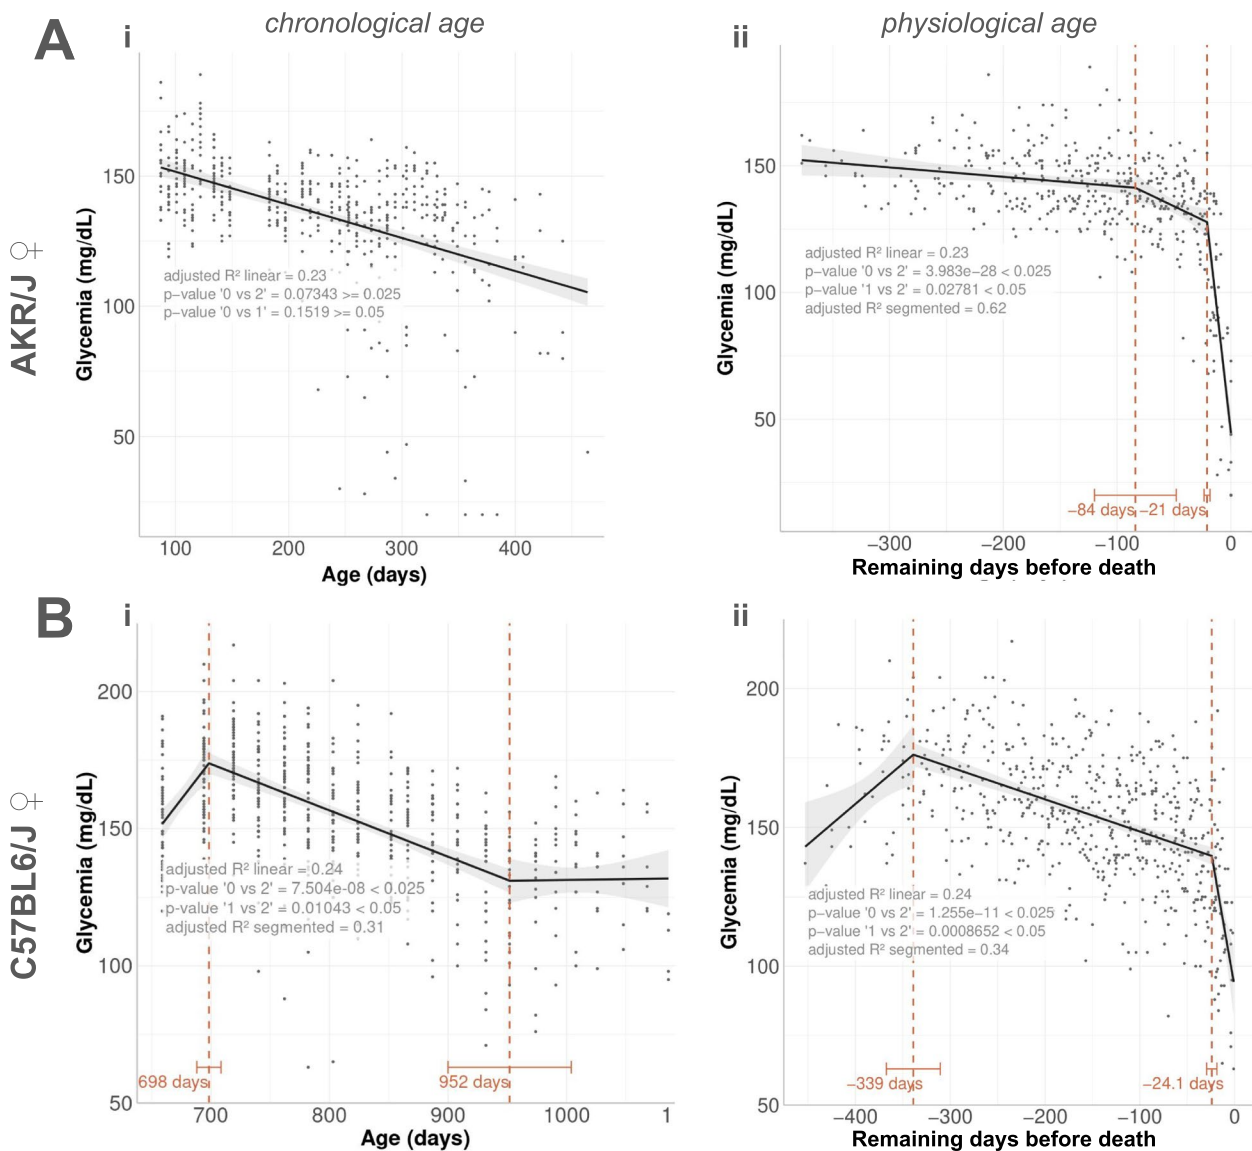 A
i
chronological age
ii
physiological age
AKR/J ♀
Glycemia (mg/dL)
150
100
50
adjusted R² linear = 0.23
p−value '0 vs 2' = 0.07343 >= 0.025
p−value '0 vs 1' = 0.1519 >= 0.05
100
200
300
400
Age (days)
Glycemia (mg/dL)
150
100
50
adjusted R² linear = 0.23
p−value '0 vs 2' = 3.983e−28 < 0.025
p−value '1 vs 2' = 0.02781 < 0.05
adjusted R² segmented = 0.62
−84 days
−21 days
−300
−200
−100
0
Remaining days before death
B
i
ii
C57BL6/J ♀
Glycemia (mg/dL)
200
150
100
50
adjusted R² linear = 0.24
p−value '0 vs 2' = 7.504e-08 < 0.025
p−value '1 vs 2' = 0.01043 < 0.05
adjusted R² segmented = 0.31
698 days
952 days
700
800
900
1000
1
Age (days)
Glycemia (mg/dL)
200
150
100
50
adjusted R² linear = 0.24
p−value '0 vs 2' = 1.255e−11 < 0.025
p−value '1 vs 2' = 0.0008652 < 0.05
adjusted R² segmented = 0.34
−339 days
−24.1 days
−400
−300
−200
−100
0
Remaining days before death